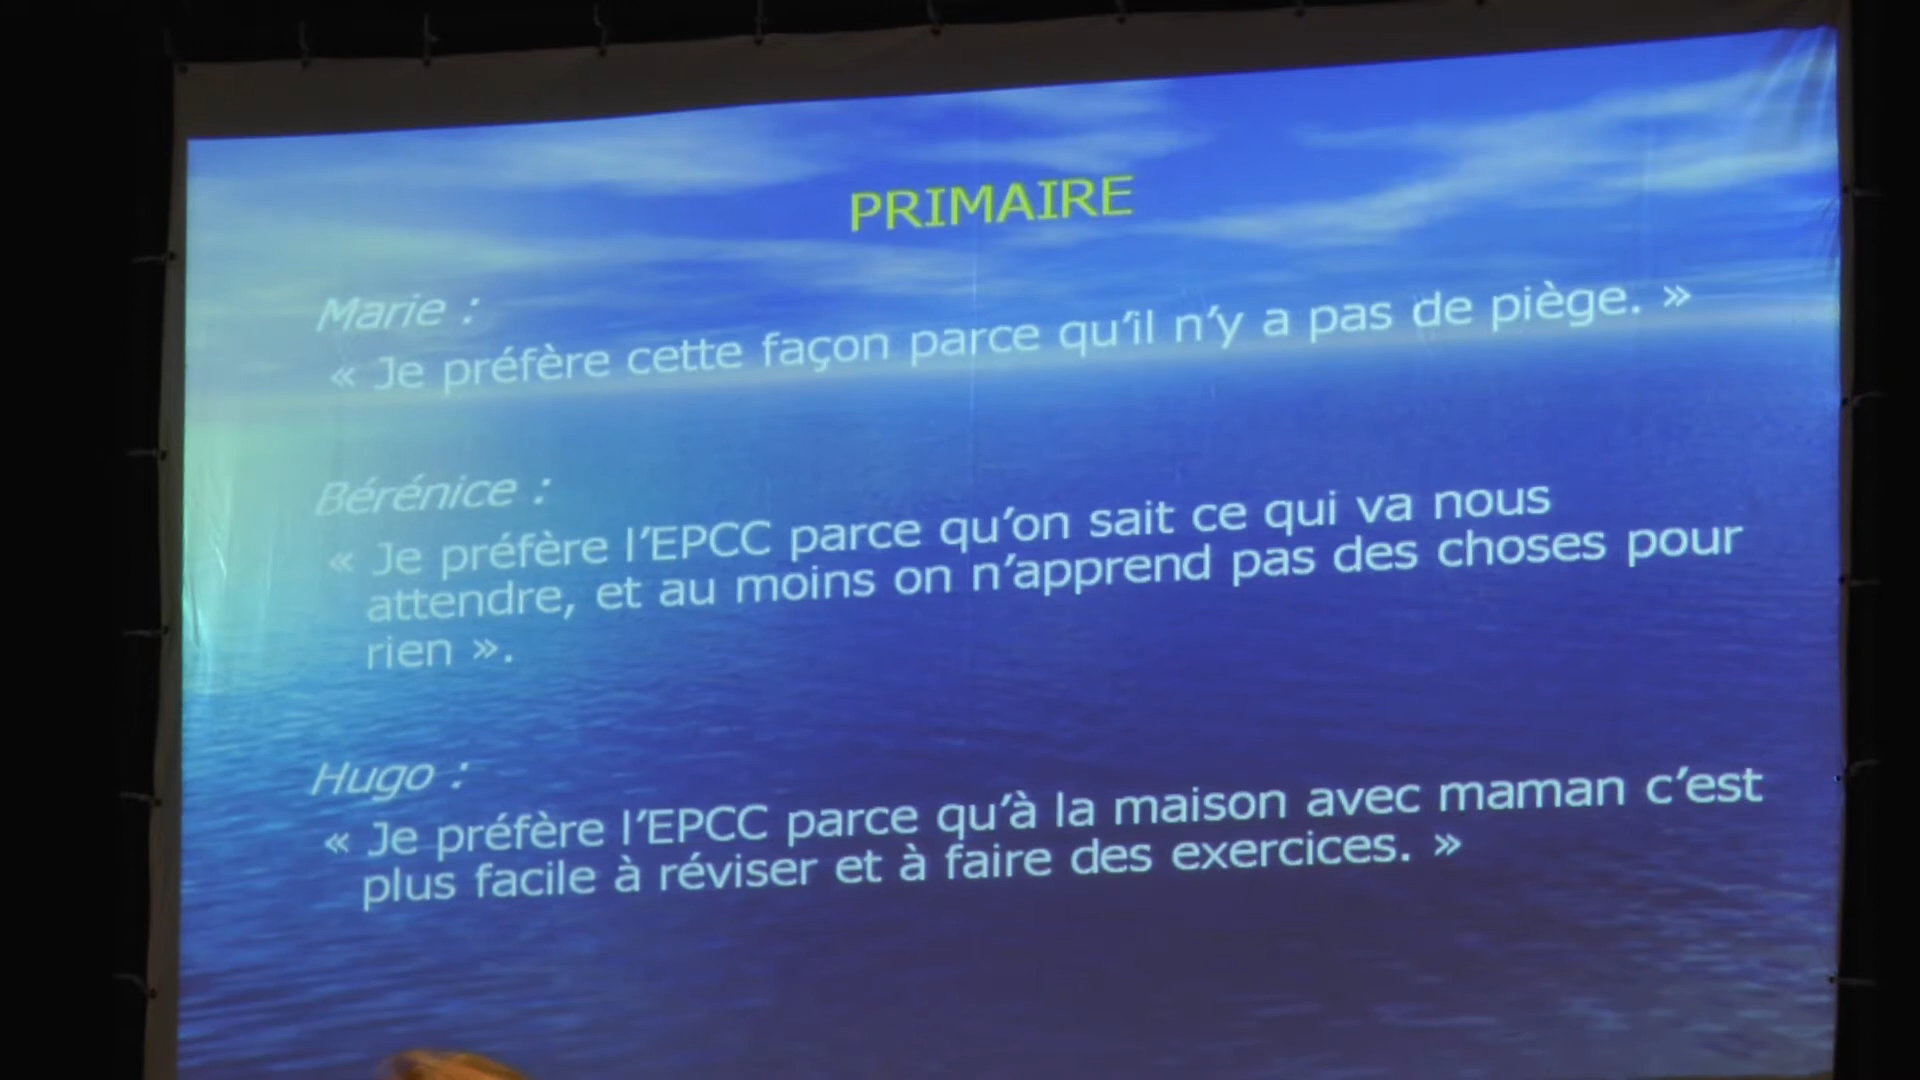 PRIMAIRE
Marie :
« Je préfère cette façon parce qu’il n’y a pas de piège. »
Bérénice :
« Je préfère l’EPCC parce qu’on sait ce qui va nous
attendre, et au moins on n’apprend pas des choses pour
rien ».
Hugo :
« Je préfère l’EPCC parce qu’à la maison avec maman c’est
plus facile à réviser et à faire des exercices. »